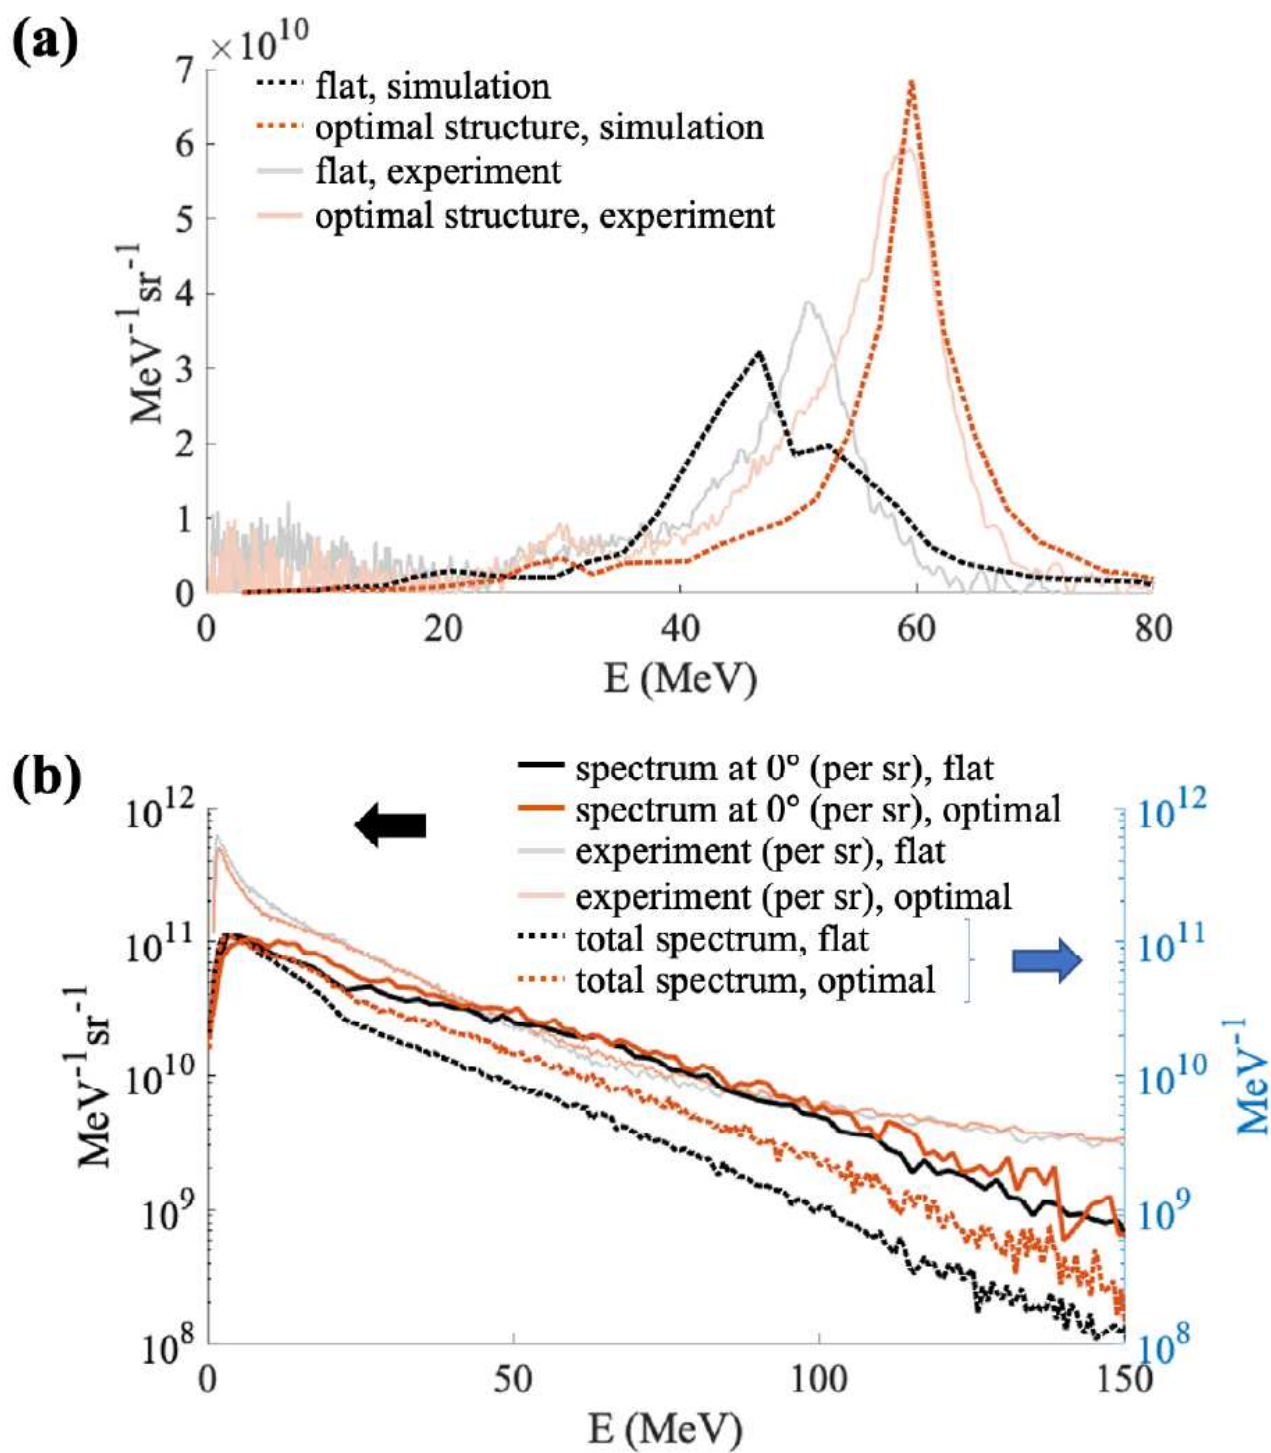 (a)
×10^10
7
6
5
4
3
2
1
0
MeV^-1sr^-1
flat, simulation
optimal structure, simulation
flat, experiment
optimal structure, experiment
0 20 40 60 80
E (MeV)
(b)
spectrum at 0° (per sr), flat
spectrum at 0° (per sr), optimal
experiment (per sr), flat
experiment (per sr), optimal
total spectrum, flat
total spectrum, optimal
10^12
10^11
10^10
10^9
10^8
MeV^-1sr^-1
10^12
10^11
10^10
10^9
10^8
MeV^-1
0 50 100 150
E (MeV)